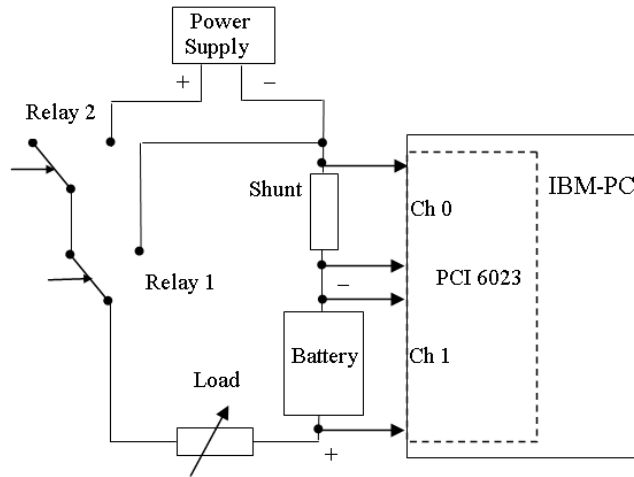 Power
Supply
+
−
Relay 2
Shunt
Ch 0
IBM-PC
Relay 1
PCI 6023
−
Battery
Ch 1
Load
+